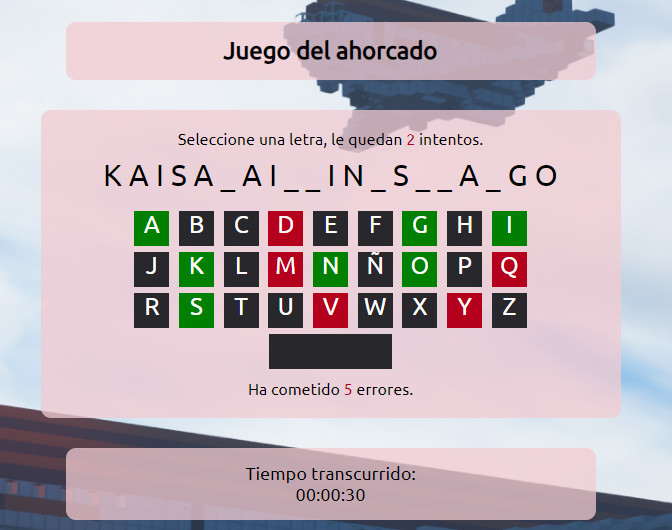 Juego del ahorcado
Seleccione una letra, le quedan 2 intentos.
K A I S A _ A I _ _ I N _ S _ _ A _ G O
A B C D E F G H I
J K L M N Ñ O P Q
R S T U V W X Y Z
Ha cometido 5 errores.
Tiempo transcurrido:
00:00:30